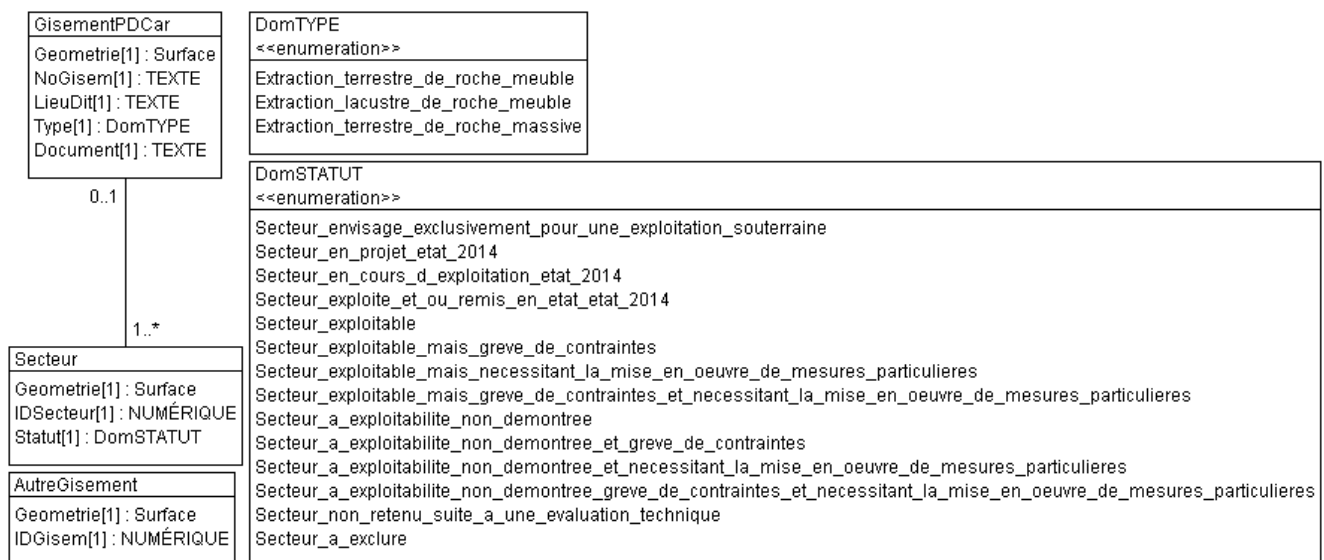 GisementPDCar
Geometrie[1] : Surface
NoGisem[1] : TEXTE
LieuDit[1] : TEXTE
Type[1] : DomTYPE
Document[1] : TEXTE
0..1
1..*
Secteur
Geometrie[1] : Surface
IDSecteur[1] : NUMÉRIQUE
Statut[1] : DomSTATUT
AutreGisement
Geometrie[1] : Surface
IDGisem[1] : NUMÉRIQUE
DomTYPE
<<enumeration>>
Extraction_terrestre_de_roche_meuble
Extraction_lacustre_de_roche_meuble
Extraction_terrestre_de_roche_massive
DomSTATUT
<<enumeration>>
Secteur_envisage_exclusivement_pour_une_exploitation_souterraine
Secteur_en_projet_etat_2014
Secteur_en_cours_d_exploitation_etat_2014
Secteur_exploite_et_ou_remis_en_etat_etat_2014
Secteur_exploitable
Secteur_exploitable_mais_greve_de_contraintes
Secteur_exploitable_mais_necessitant_la_mise_en_oeuvre_de_mesures_particulieres
Secteur_exploitable_mais_greve_de_contraintes_et_necessitant_la_mise_en_oeuvre_de_mesures_particulieres
Secteur_a_exploitabilite_non_demontree
Secteur_a_exploitabilite_non_demontree_et_greve_de_contraintes
Secteur_a_exploitabilite_non_demontree_et_necessitant_la_mise_en_oeuvre_de_mesures_particulieres
Secteur_a_exploitabilite_non_demontree_greve_de_contraintes_et_necessitant_la_mise_en_oeuvre_de_mesures_particulieres
Secteur_non_retenu_suite_a_une_evaluation_technique
Secteur_a_exclure